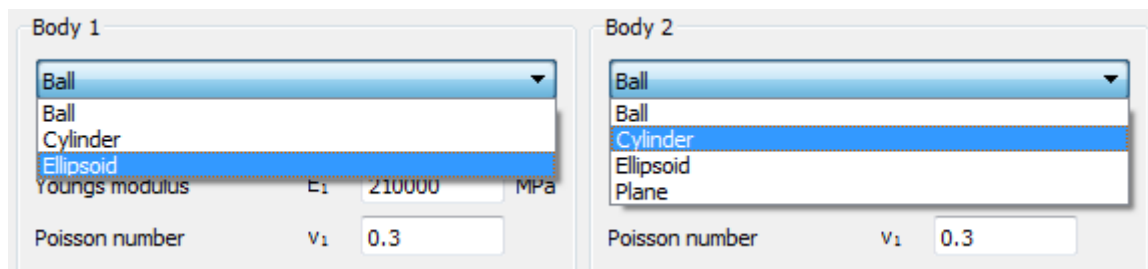 Body 1
Ball
Ball
Cylinder
Ellipsoid
Youngs modulus E₁ 210000 MPa
Poisson number ν₁ 0.3
Body 2
Ball
Ball
Cylinder
Ellipsoid
Plane
Poisson number ν₁ 0.3